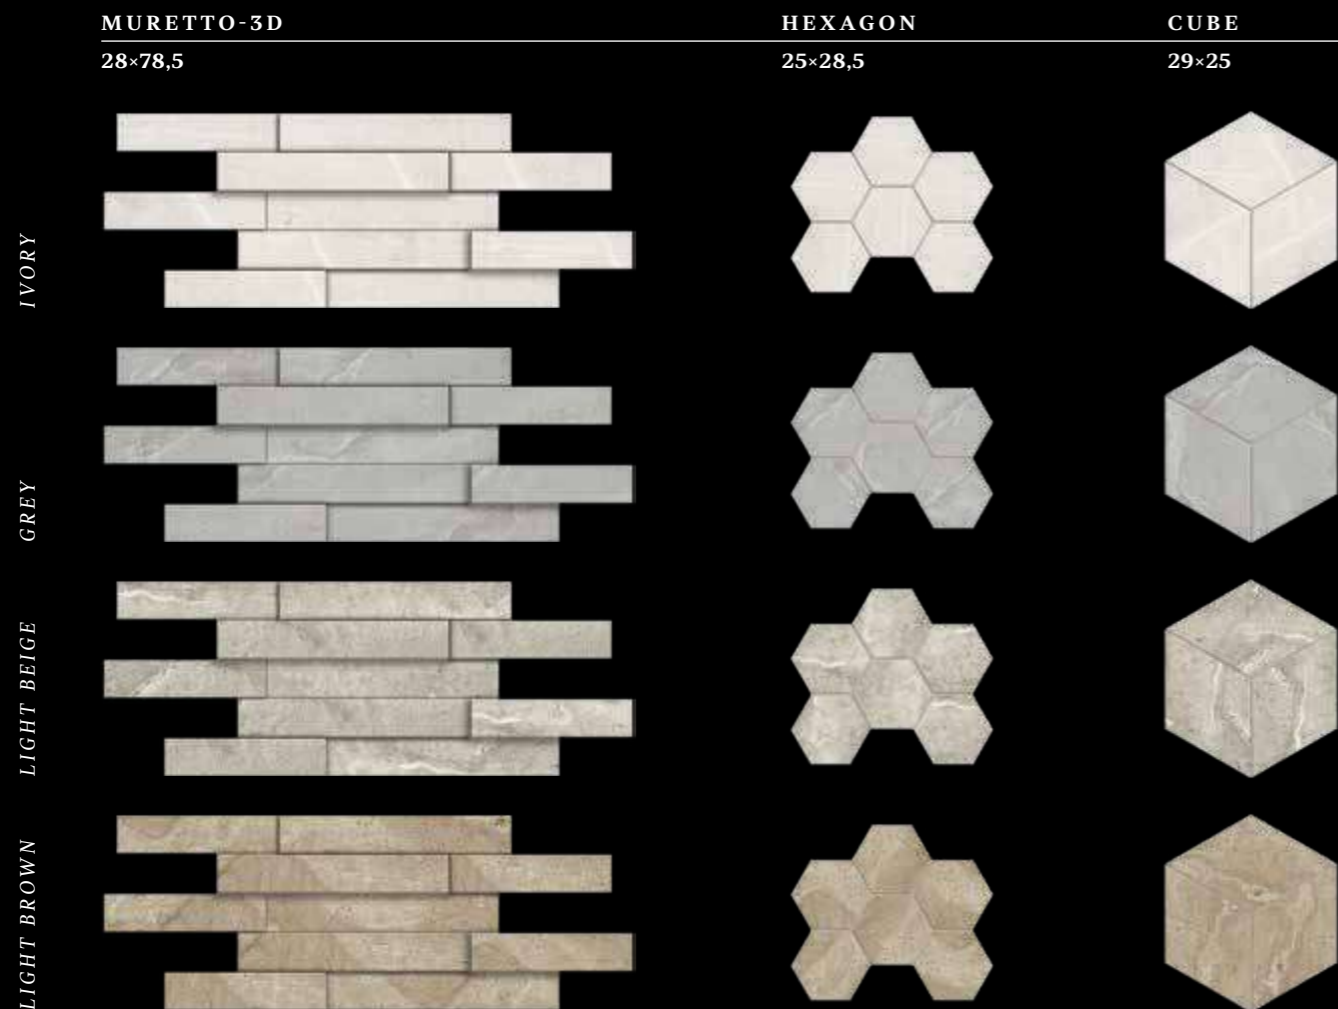 MURETTO-3D
28×78,5
HEXAGON
25×28,5
CUBE
29×25
IVORY
GREY
LIGHT BEIGE
LIGHT BROWN